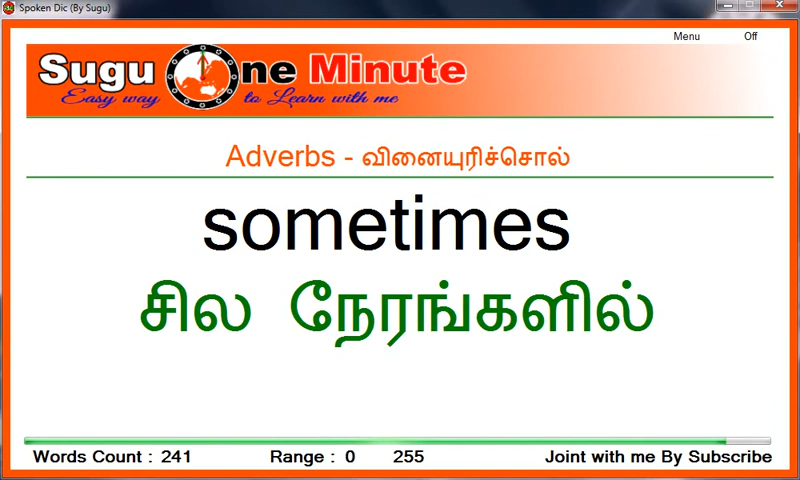 Spoken Dic (By Sugu)
Menu Off
Sugu One Minute
Easy way to Learn with me
Adverbs - வினையுரிச்சொல்
sometimes
சில நேரங்களில்
Words Count : 241 Range : 0 255 Joint with me By Subscribe